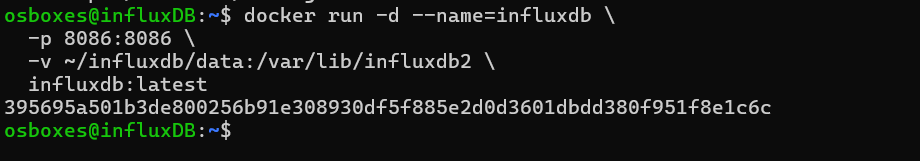 osboxes@influxDB:~$ docker run -d --name=influxdb \
-p 8086:8086 \
-v ~/influxdb/data:/var/lib/influxdb2 \
influxdb:latest
395695a501b3de800256b91e308930df5f885e2d0d3601dbdd380f951f8e1c6c
osboxes@influxDB:~$